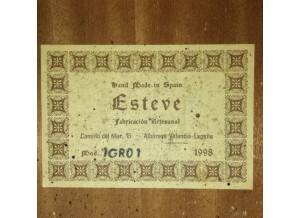 Hand Made in Spain
Esteve
Fabricación Artesanal
Camino del Mar, 15 - Alboraya Valencia-España
Mod. 1GR01 1998